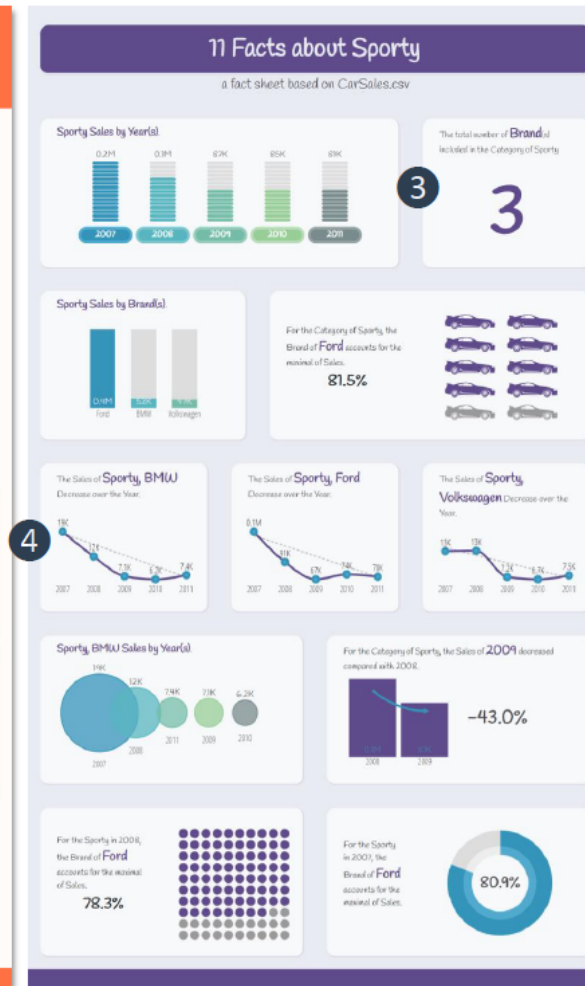 11 Facts about Sporty
a fact sheet based on CarSales.csv
Sporty Sales by Year(s)
0.2M 0.1M 87K 85K 81K
2007 2008 2009 2010 2011
3
The total number of Brand(s)
included in the Category of Sporty
3
Sporty Sales by Brand(s)
0.4M
Ford BMW Volkswagen
For the Category of Sporty, the
Brand of Ford accounts for the
maximal of Sales.
81.5%
4
The Sales of Sporty, BMW
Decrease over the Year.
19K 12K 7.1K 6.2K 7.4K
2007 2008 2009 2010 2011
The Sales of Sporty, Ford
Decrease over the Year.
0.1M 91K 67K 74K
2007 2008 2009 2010 2011
The Sales of Sporty,
Volkswagen Decrease over the
Year.
13K 13K 7.2K 6.7K 7.5K
2007 2008 2009 2010 2011
Sporty, BMW Sales by Year(s)
19K 12K 7.4K 7.1K 6.2K
2007 2008 2011 2009 2010
For the Category of Sporty, the Sales of 2009 decreased
compared with 2008.
-43.0%
2008 2009
For the Sporty in 2008,
the Brand of Ford
accounts for the maximal
of Sales.
78.3%
For the Sporty
in 2007, the
Brand of Ford
accounts for the
maximal of Sales.
80.9%